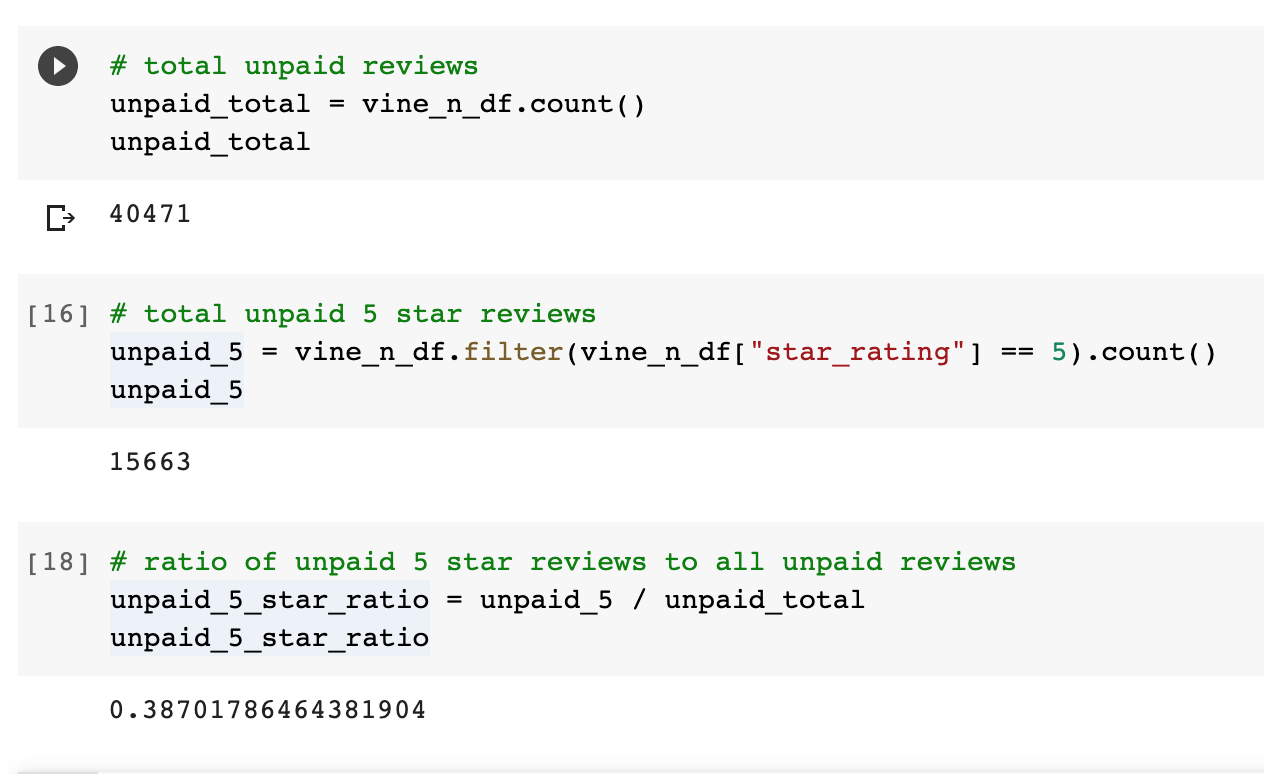 # total unpaid reviews
unpaid_total = vine_n_df.count()
unpaid_total
40471
[16] # total unpaid 5 star reviews
unpaid_5 = vine_n_df.filter(vine_n_df["star_rating"] == 5).count()
unpaid_5
15663
[18] # ratio of unpaid 5 star reviews to all unpaid reviews
unpaid_5_star_ratio = unpaid_5 / unpaid_total
unpaid_5_star_ratio
0.38701786464381904